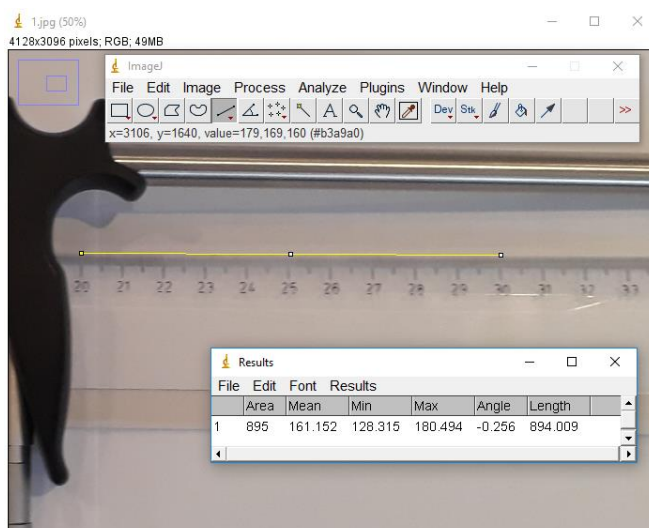 1.jpg (50%)
4128x3096 pixels; RGB; 49MB
ImageJ
File Edit Image Process Analyze Plugins Window Help
A Dev Stk >>
x=3106, y=1640, value=179,169,160 (#b3a9a0)
20 21 22 23 24 25 26 27 28 29 30 31 32 33
Results
File Edit Font Results
Area Mean Min Max Angle Length
1 895 161.152 128.315 180.494 -0.256 894.009